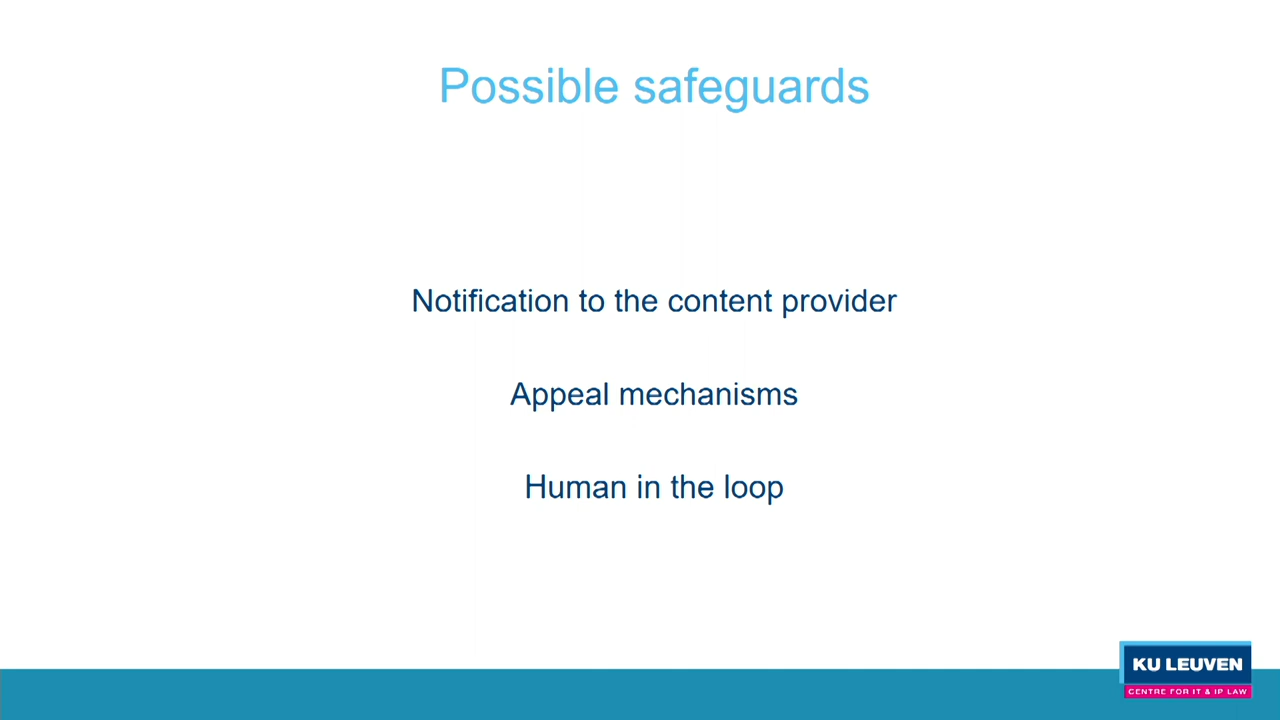 Possible safeguards
Notification to the content provider
Appeal mechanisms
Human in the loop
KU LEUVEN
CENTRE FOR IT & IP LAW